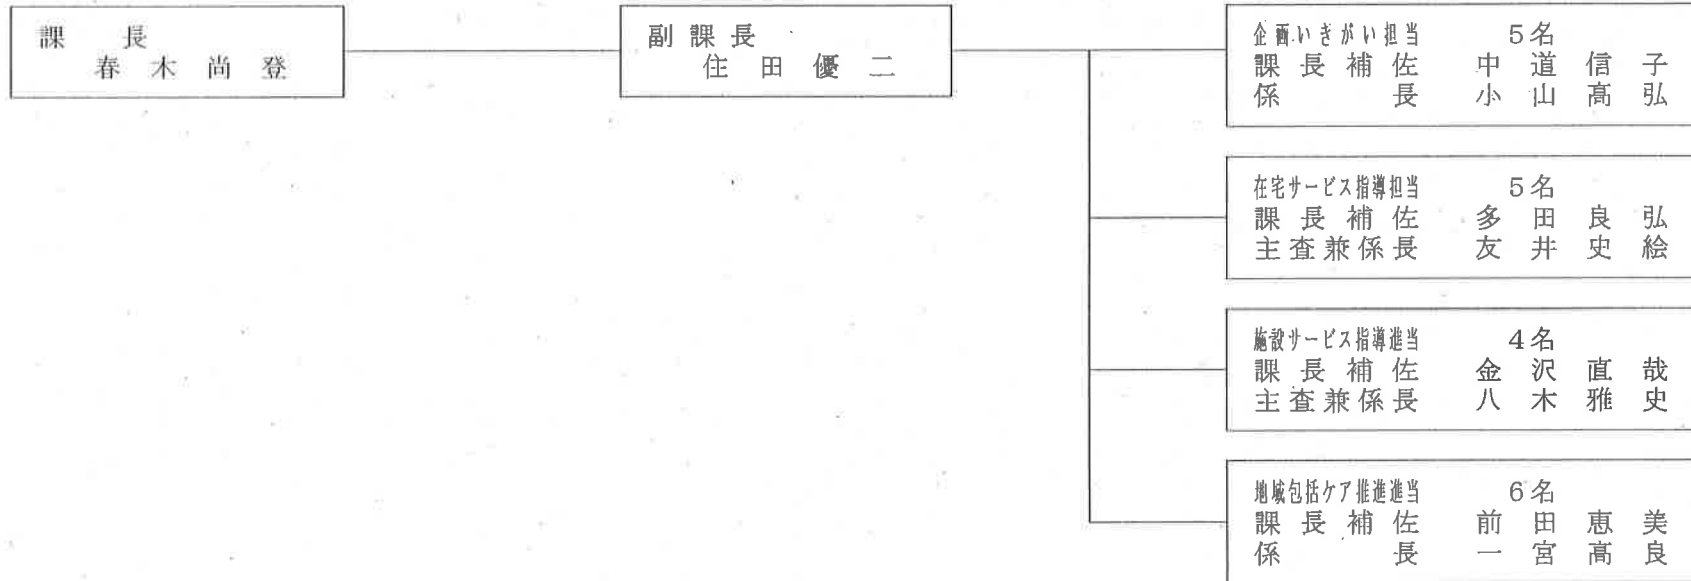 課長
春木尚登
副課長
住田優二
企画いきがい担当 5名
課長補佐 中道信子
係長 小山高弘
在宅サービス指導担当 5名
課長補佐 多田良弘
主査兼係長 友井史絵
施設サービス指導進当 4名
課長補佐 金沢直哉
主査兼係長 八木雅史
地域包括ケア推進進当 6名
課長補佐 前田恵美
係長 一宮高良